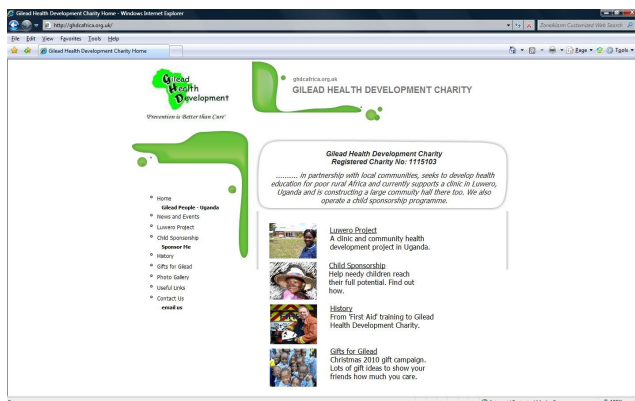 Gilead Health Development Charity Home - Windows Internet Explorer
http://ghdcafrica.org.uk/
ZoneAlarm Customized Web Search
File Edit View Favorites Tools Help
Gilead Health Development Charity Home
Page Tools
Gilead
Health
Development
'Prevention is Better than Cure'
ghdcafrica.org.uk
GILEAD HEALTH DEVELOPMENT CHARITY
Home
Gilead People - Uganda
News and Events
Luwero Project
Child Sponsorship
Sponsor Me
History
Gifts for Gilead
Photo Gallery
Useful Links
Contact Us
email us
Gilead Health Development Charity
Registered Charity No: 1115103
.......... in partnership with local communities, seeks to develop health
education for poor rural Africa and currently supports a clinic in Luwero,
Uganda and is constructing a large commuity hall there too. We also
operate a child sponsorship programme.
Luwero Project
A clinic and community health
development project in Uganda.
Child Sponsorship
Help needy children reach
their full potential. Find out
how.
History
From 'First Aid' training to Gilead
Health Development Charity.
Gifts for Gilead
Christmas 2010 gift campaign.
Lots of gift ideas to show your
friends how much you care.